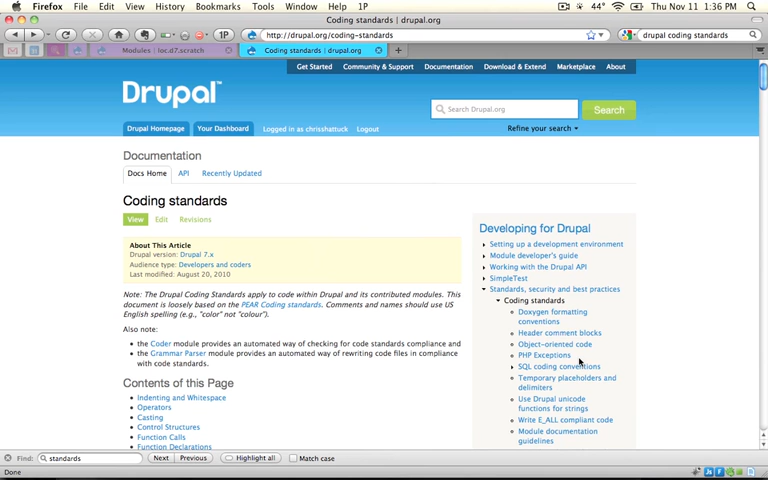 Firefox File Edit View History Bookmarks Tools Window Help 1P 44° Thu Nov 11 1:36 PM
Coding standards | drupal.org
1P http://drupal.org/coding-standards drupal coding standards
Modules | loc.d7.scratch Coding standards | drupal.org
Get Started Community & Support Documentation Download & Extend Marketplace About
Drupal™
Search Drupal.org Search
Refine your search
Drupal Homepage Your Dashboard Logged in as chrisshattuck Logout
Documentation
Docs Home API Recently Updated
Coding standards
View Edit Revisions
About This Article
Drupal version: Drupal 7.x
Audience type: Developers and coders
Last modified: August 20, 2010
Note: The Drupal Coding Standards apply to code within Drupal and its contributed modules. This
document is loosely based on the PEAR Coding standards. Comments and names should use US
English spelling (e.g., "color" not "colour").
Also note:
the Coder module provides an automated way of checking for code standards compliance and
the Grammar Parser module provides an automated way of rewriting code files in compliance
with code standards.
Contents of this Page
Indenting and Whitespace
Operators
Casting
Control Structures
Function Calls
Function Declarations
Developing for Drupal
Setting up a development environment
Module developer's guide
Working with the Drupal API
SimpleTest
Standards, security and best practices
Coding standards
Doxygen formatting
conventions
Header comment blocks
Object-oriented code
PHP Exceptions
SQL coding conventions
Temporary placeholders and
delimiters
Use Drupal unicode
functions for strings
Write E_ALL compliant code
Module documentation
guidelines
Find: standards Next Previous Highlight all Match case
Done